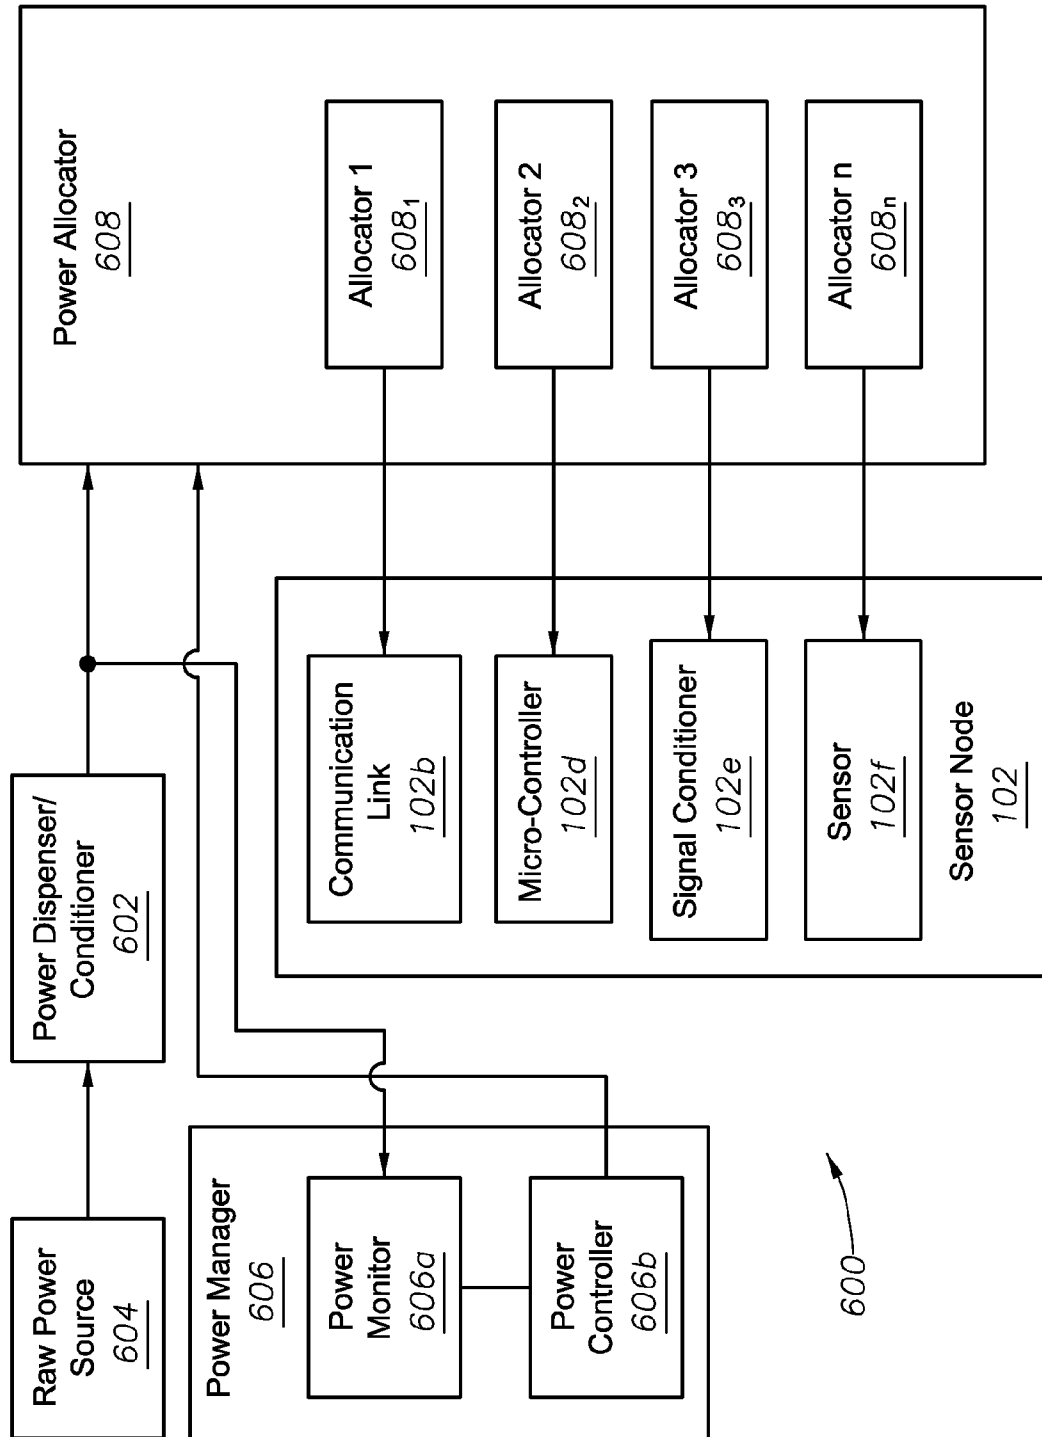 Raw Power
Source
604
Power Dispenser/
Conditioner
602
Power Allocator
608
Power Manager
606
Power
Monitor
606a
Power
Controller
606b
Communication
Link
102b
Micro-Controller
102d
Signal Conditioner
102e
Sensor
102f
Sensor Node
102
Allocator 1
608₁
Allocator 2
608₂
Allocator 3
608₃
Allocator n
608ₙ
600